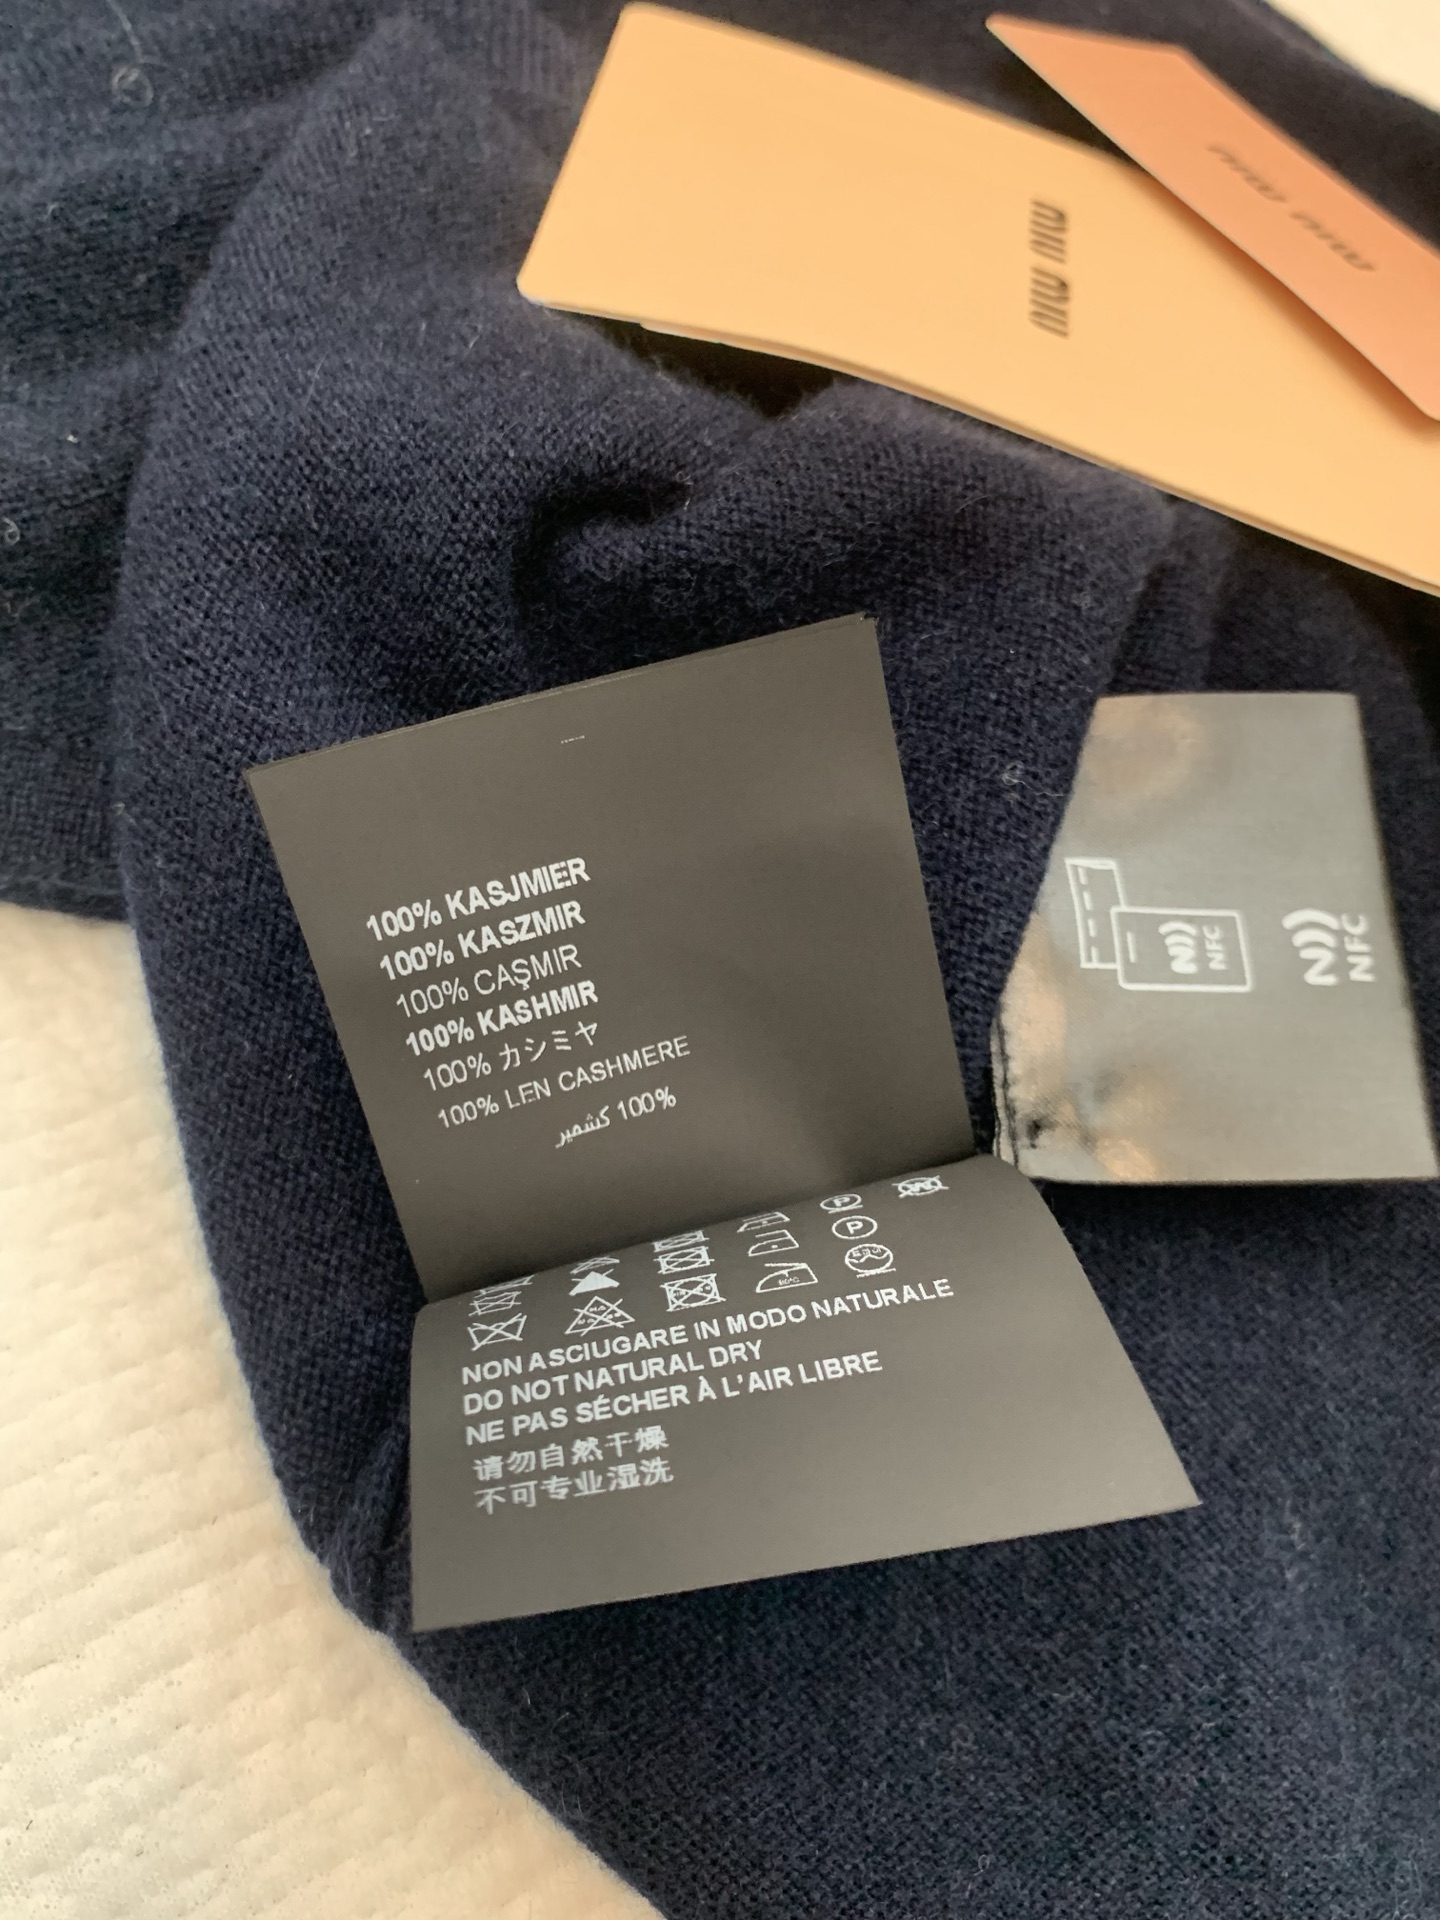 MIU MIU
miu miu
100% KASJMIER
100% KASZMIR
100% CAŞMIR
100% KASHMIR
100% カシミヤ
100% LEN CASHMERE
100% كشمير
NFC
NFC
P
P
NON ASCIUGARE IN MODO NATURALE
DO NOT NATURAL DRY
NE PAS SÉCHER À L'AIR LIBRE
请勿自然干燥
不可专业湿洗